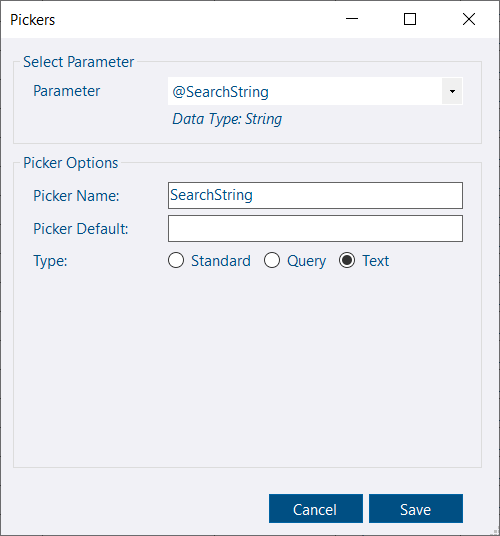 Pickers
Select Parameter
Parameter
@SearchString
Data Type: String
Picker Options
Picker Name:
SearchString
Picker Default:
Type:
Standard
Query
Text
Cancel
Save